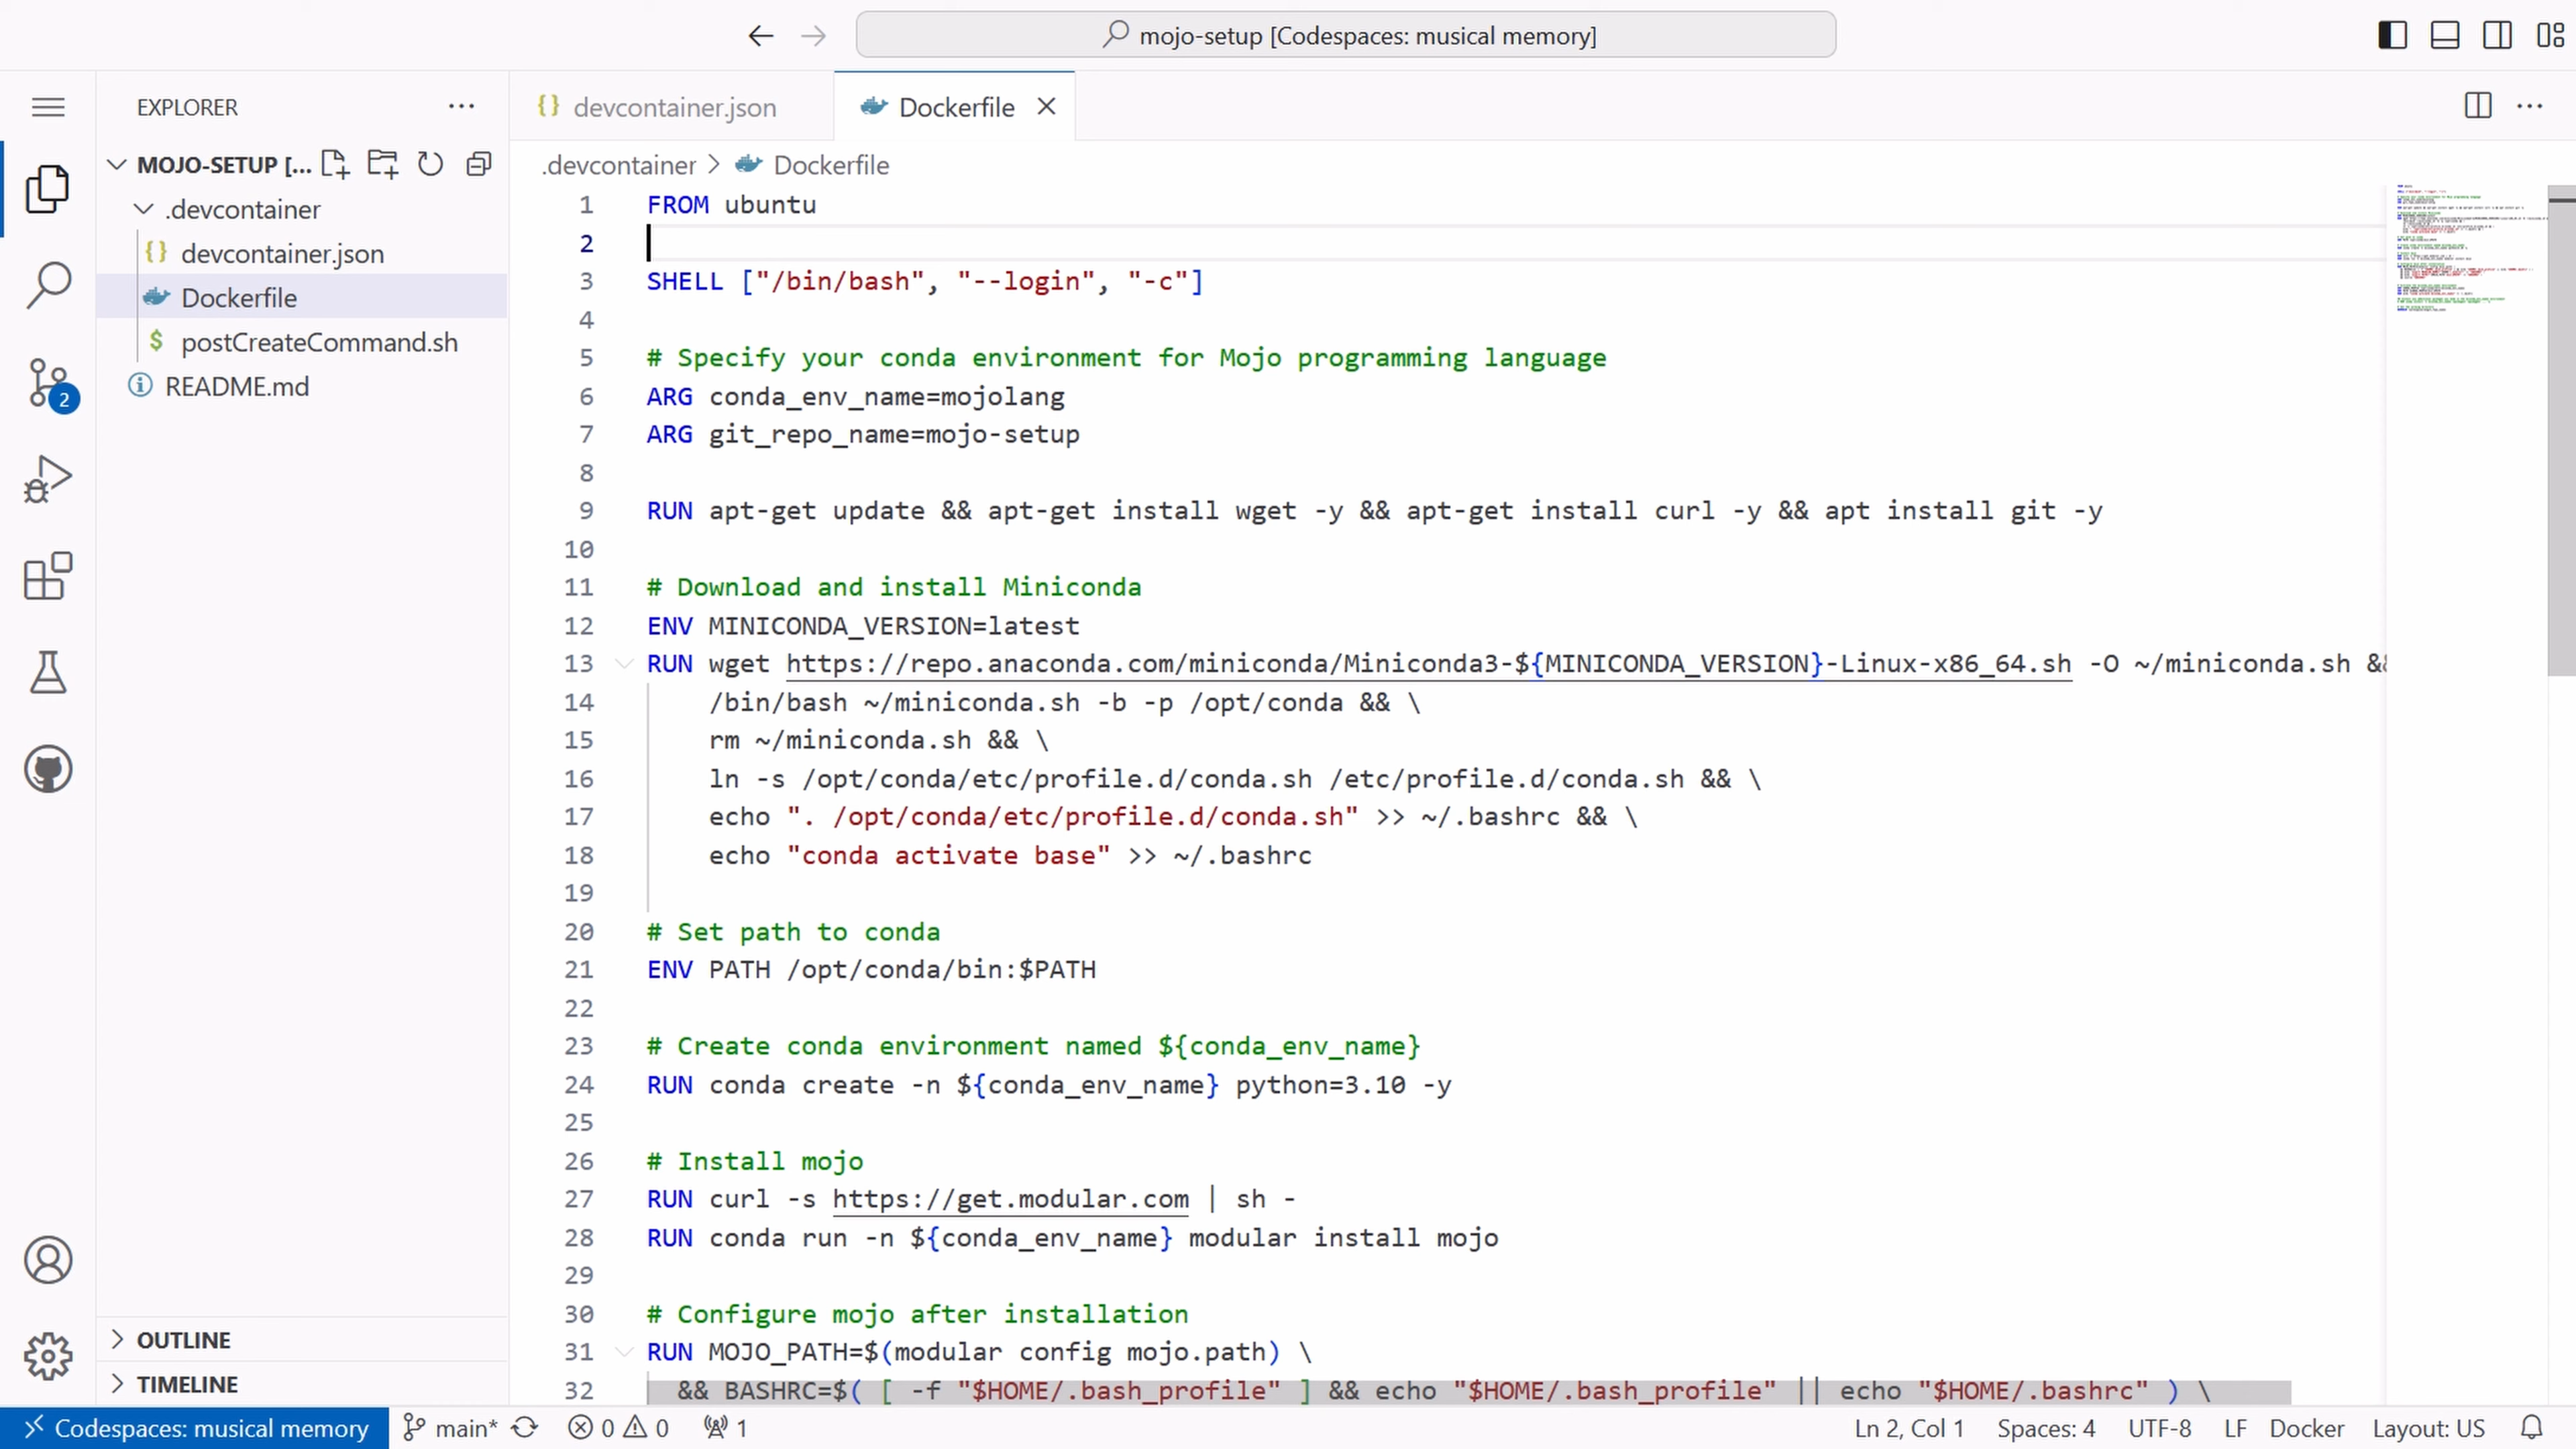 mojo-setup [Codespaces: musical memory]
EXPLORER
MOJO-SETUP [...
.devcontainer
devcontainer.json
Dockerfile
postCreateCommand.sh
README.md
2
OUTLINE
TIMELINE
devcontainer.json
Dockerfile
.devcontainer > Dockerfile
1 FROM ubuntu
2
3 SHELL ["/bin/bash", "--login", "-c"]
4
5 # Specify your conda environment for Mojo programming language
6 ARG conda_env_name=mojolang
7 ARG git_repo_name=mojo-setup
8
9 RUN apt-get update && apt-get install wget -y && apt-get install curl -y && apt install git -y
10
11 # Download and install Miniconda
12 ENV MINICONDA_VERSION=latest
13 RUN wget https://repo.anaconda.com/miniconda/Miniconda3-${MINICONDA_VERSION}-Linux-x86_64.sh -O ~/miniconda.sh &&
14 /bin/bash ~/miniconda.sh -b -p /opt/conda && \
15 rm ~/miniconda.sh && \
16 ln -s /opt/conda/etc/profile.d/conda.sh /etc/profile.d/conda.sh && \
17 echo ". /opt/conda/etc/profile.d/conda.sh" >> ~/.bashrc && \
18 echo "conda activate base" >> ~/.bashrc
19
20 # Set path to conda
21 ENV PATH /opt/conda/bin:$PATH
22
23 # Create conda environment named ${conda_env_name}
24 RUN conda create -n ${conda_env_name} python=3.10 -y
25
26 # Install mojo
27 RUN curl -s https://get.modular.com | sh -
28 RUN conda run -n ${conda_env_name} modular install mojo
29
30 # Configure mojo after installation
31 RUN MOJO_PATH=$(modular config mojo.path) \
32 && BASHRC=$( [ -f "$HOME/.bash_profile" ] && echo "$HOME/.bash_profile" || echo "$HOME/.bashrc" ) \
Codespaces: musical memory main* 0 0 1 Ln 2, Col 1 Spaces: 4 UTF-8 LF Docker Layout: US